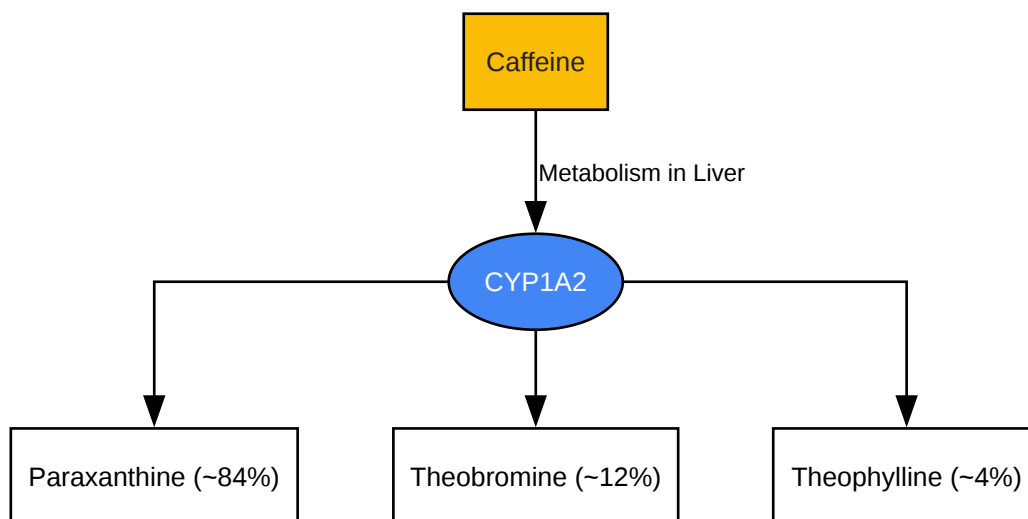 Caffeine
Metabolism in Liver
CYP1A2
Paraxanthine (~84%)
Theobromine (~12%)
Theophylline (~4%)